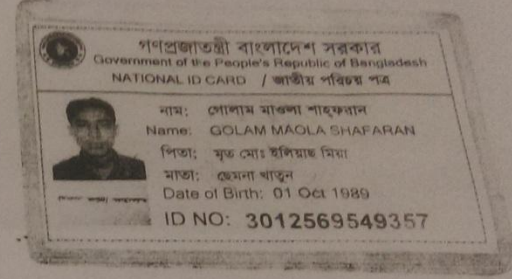 গণপ্রজাতন্ত্রী বাংলাদেশ সরকার
Government of the People's Republic of Bangladesh
NATIONAL ID CARD / জাতীয় পরিচয় পত্র
নাম: গোলাম মাওলা শাহ্ফরান
Name: GOLAM MAOLA SHAFARAN
পিতা: মৃত মোঃ ইলিয়াছ মিয়া
মাতা: ছেমনা খাতুন
Date of Birth: 01 Oct 1989
ID NO: 3012569549357